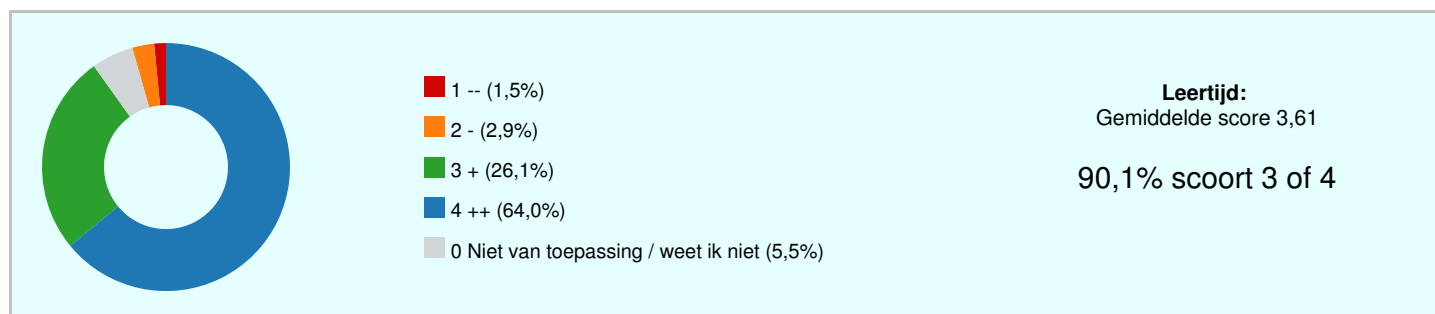 1 -- (1,5%)
2 - (2,9%)
3 + (26,1%)
4 ++ (64,0%)
0 Niet van toepassing / weet ik niet (5,5%)
Leertijd:
Gemiddelde score 3,61
90,1% scoort 3 of 4